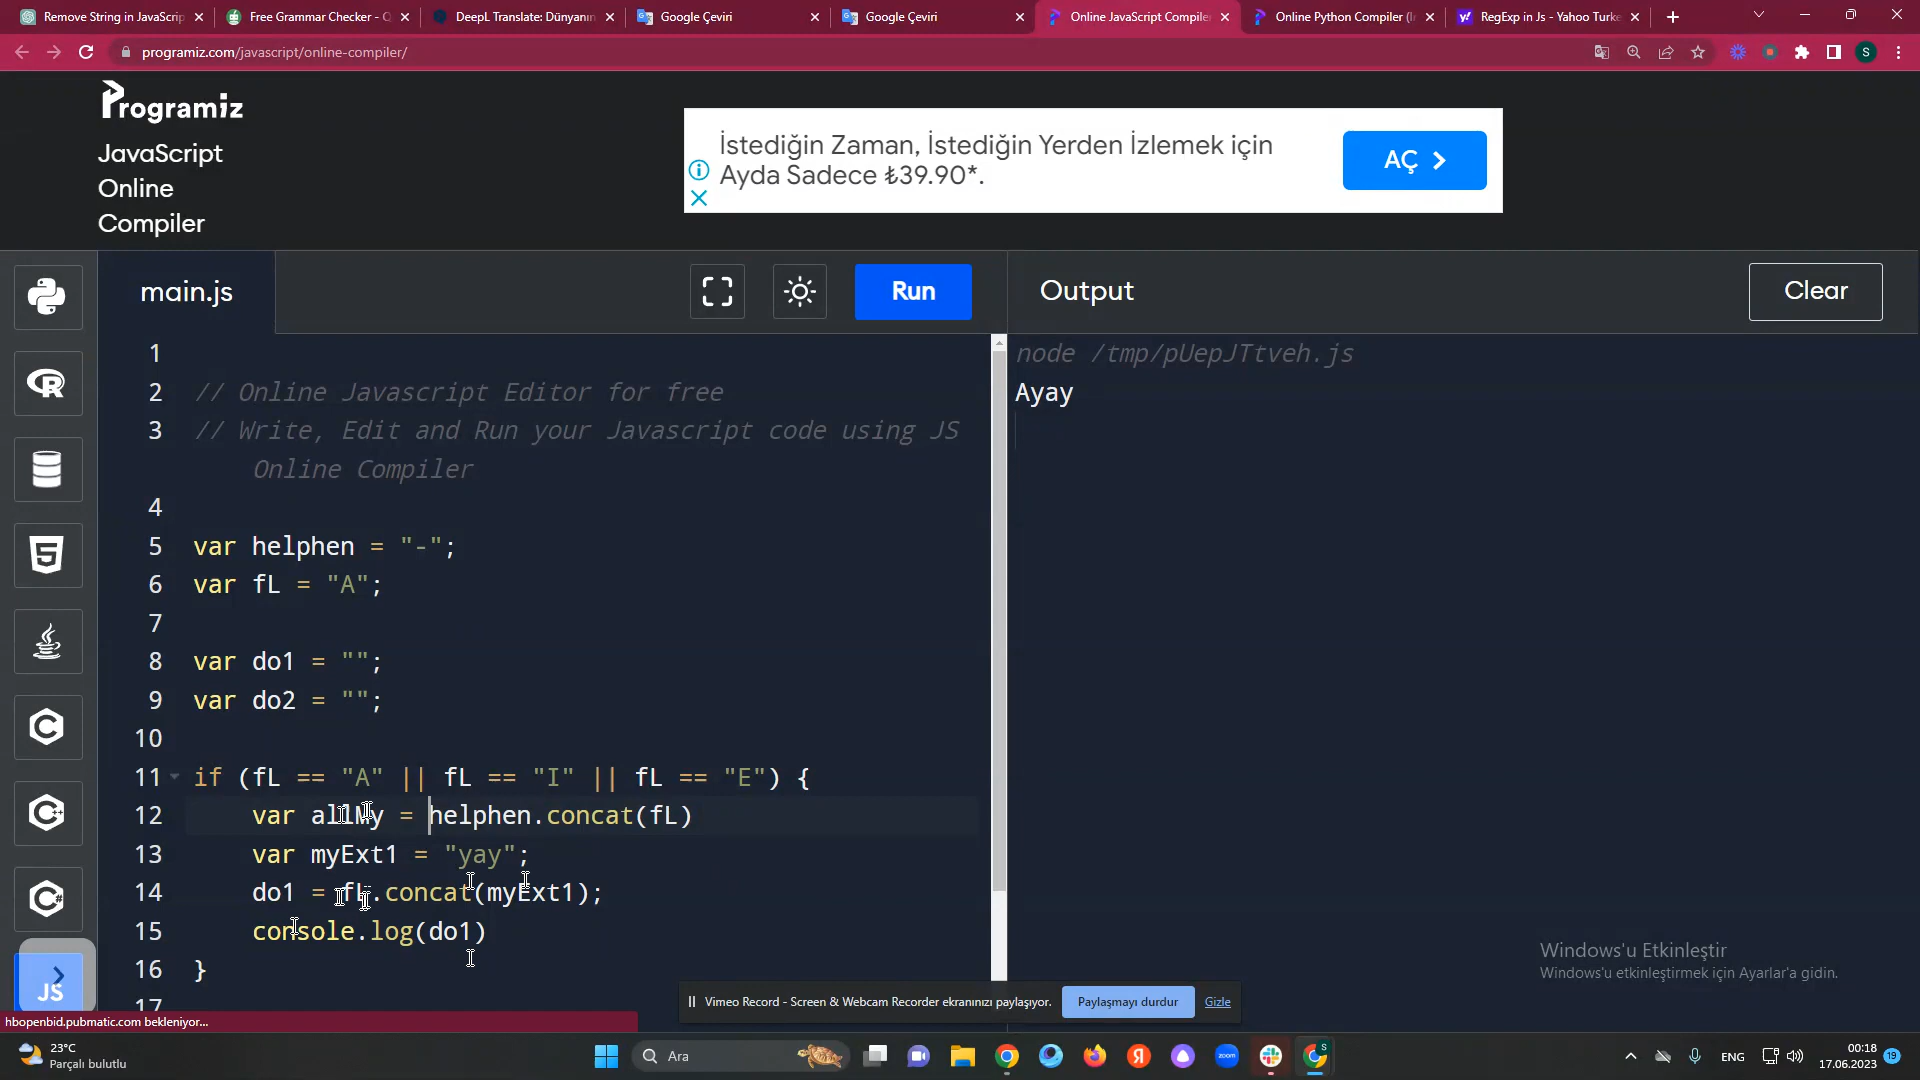 Remove String in JavaScrip
Free Grammar Checker - Q
DeepL Translate: Dünyanın
Google Çeviri
Google Çeviri
Online JavaScript Compiler
Online Python Compiler (In
RegExp in Js - Yahoo Turke
programiz.com/javascript/online-compiler/
S
Programiz
JavaScript
Online
Compiler
İstediğin Zaman, İstediğin Yerden İzlemek için
Ayda Sadece ₺39.90*.
AÇ
main.js
Run
Output
Clear
1
2 // Online Javascript Editor for free
3 // Write, Edit and Run your Javascript code using JS
Online Compiler
4
5 var helphen = "-";
6 var fL = "A";
7
8 var do1 = "";
9 var do2 = "";
10
11 if (fL == "A" || fL == "I" || fL == "E") {
12 var allMy = helphen.concat(fL)
13 var myExt1 = "yay";
14 do1 = fL.concat(myExt1);
15 console.log(do1)
16 }
17
node /tmp/pUepJTtveh.js
Ayay
JS
Windows'u Etkinleştir
Windows'u etkinleştirmek için Ayarlar'a gidin.
Vimeo Record - Screen & Webcam Recorder ekranınızı paylaşıyor.
Paylaşmayı durdur
Gizle
hbopenbid.pubmatic.com bekleniyor...
23°C
Parçalı bulutlu
Ara
zoom
S
ENG
00:18
17.06.2023
19